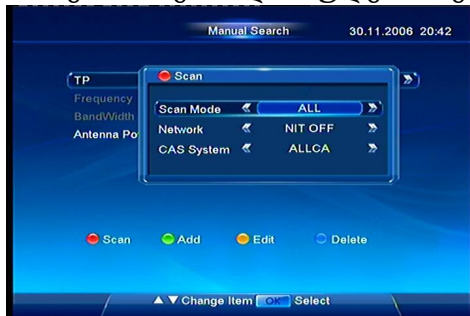 Manual Search 30.11.2006 20:42
TP
Scan
Frequency
BandWidth
Antenna Po
Scan Mode ALL
Network NIT OFF
CAS System ALLCA
Scan Add Edit Delete
Change Item OK Select